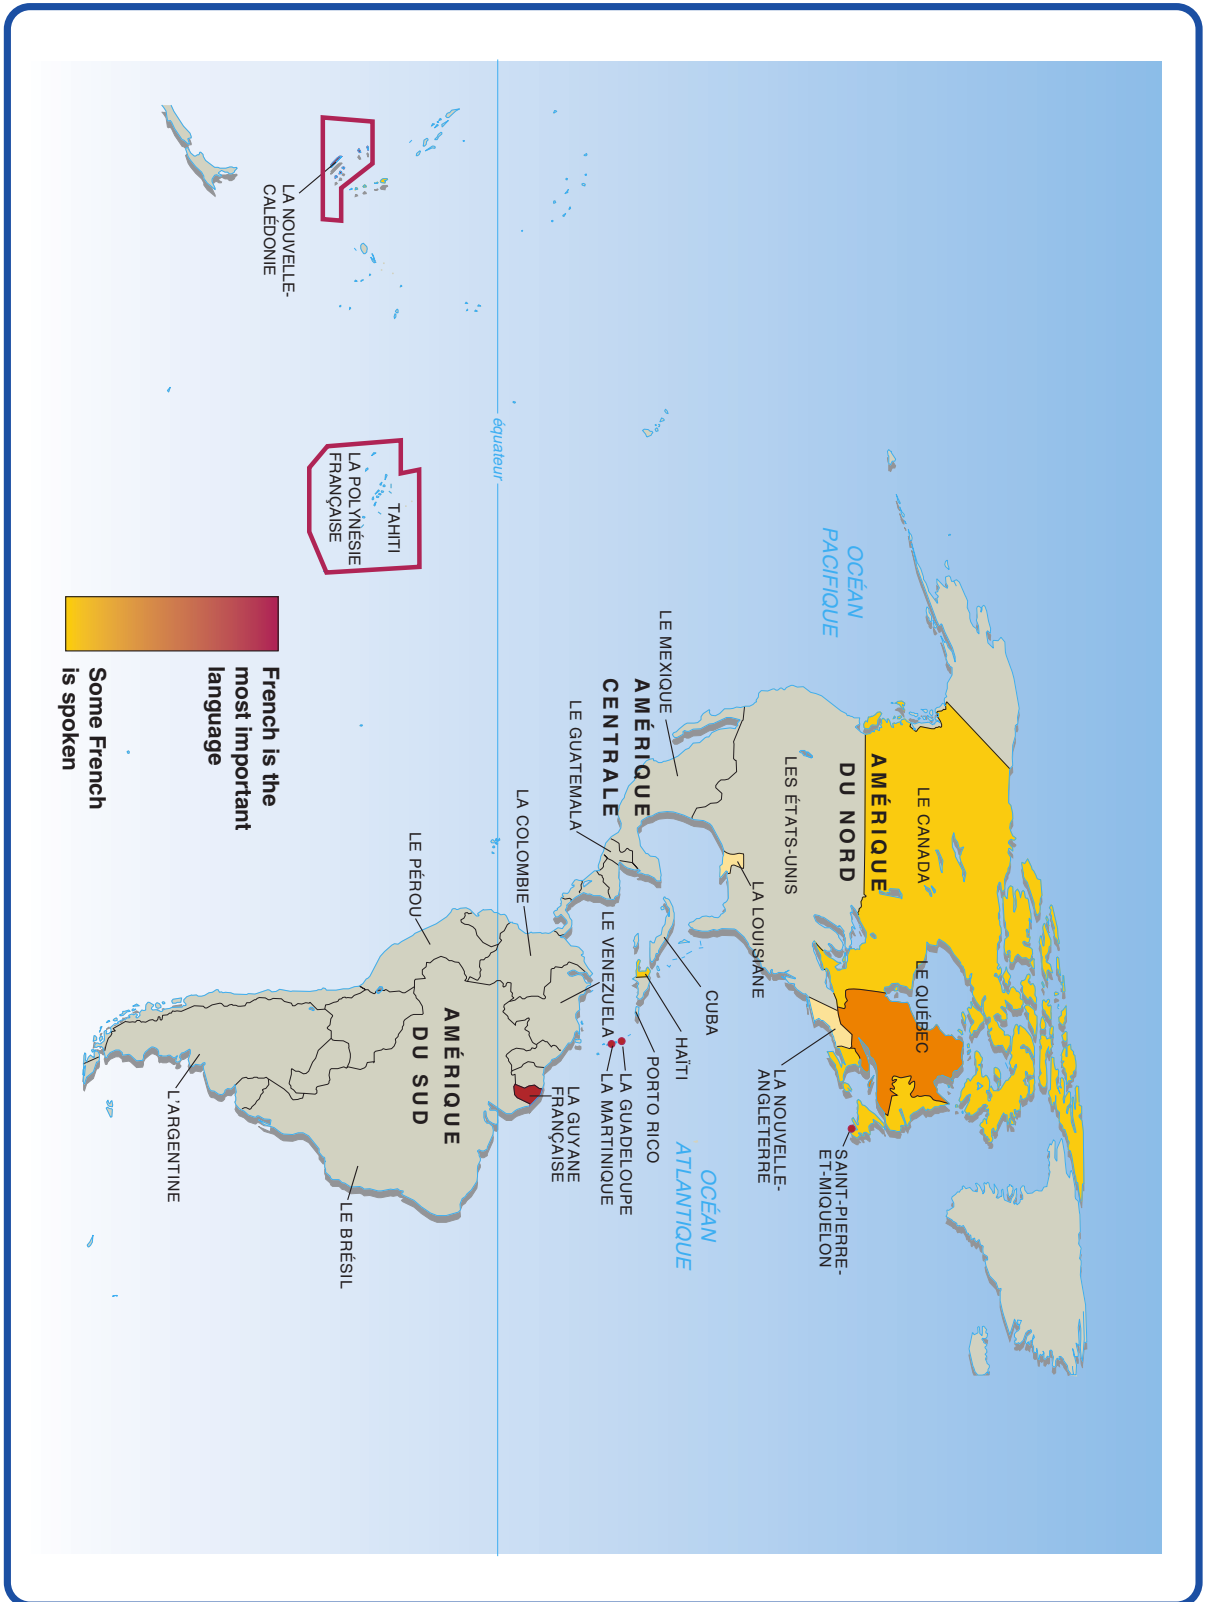 AMÉRIQUE
DU NORD
LE CANADA
LE QUÉBEC
SAINT-PIERRE-
ET-MIQUELON
OCÉAN
PACIFIQUE
LES ÉTATS-UNIS
LA LOUISIANE
LA NOUVELLE-
ANGLETERRE
OCÉAN
ATLANTIQUE
LE MEXIQUE
CUBA
HAÏTI
PORTO RICO
LA GUADELOUPE
LA MARTINIQUE
AMÉRIQUE
CENTRALE
LE GUATEMALA
LE VENEZUELA
LA GUYANE
FRANÇAISE
LA COLOMBIE
équateur
AMÉRIQUE
DU SUD
LE PÉROU
LE BRÉSIL
L'ARGENTINE
TAHITI
LA POLYNÉSIE
FRANÇAISE
LA NOUVELLE-
CALÉDONIE
French is the
most important
language
Some French
is spoken